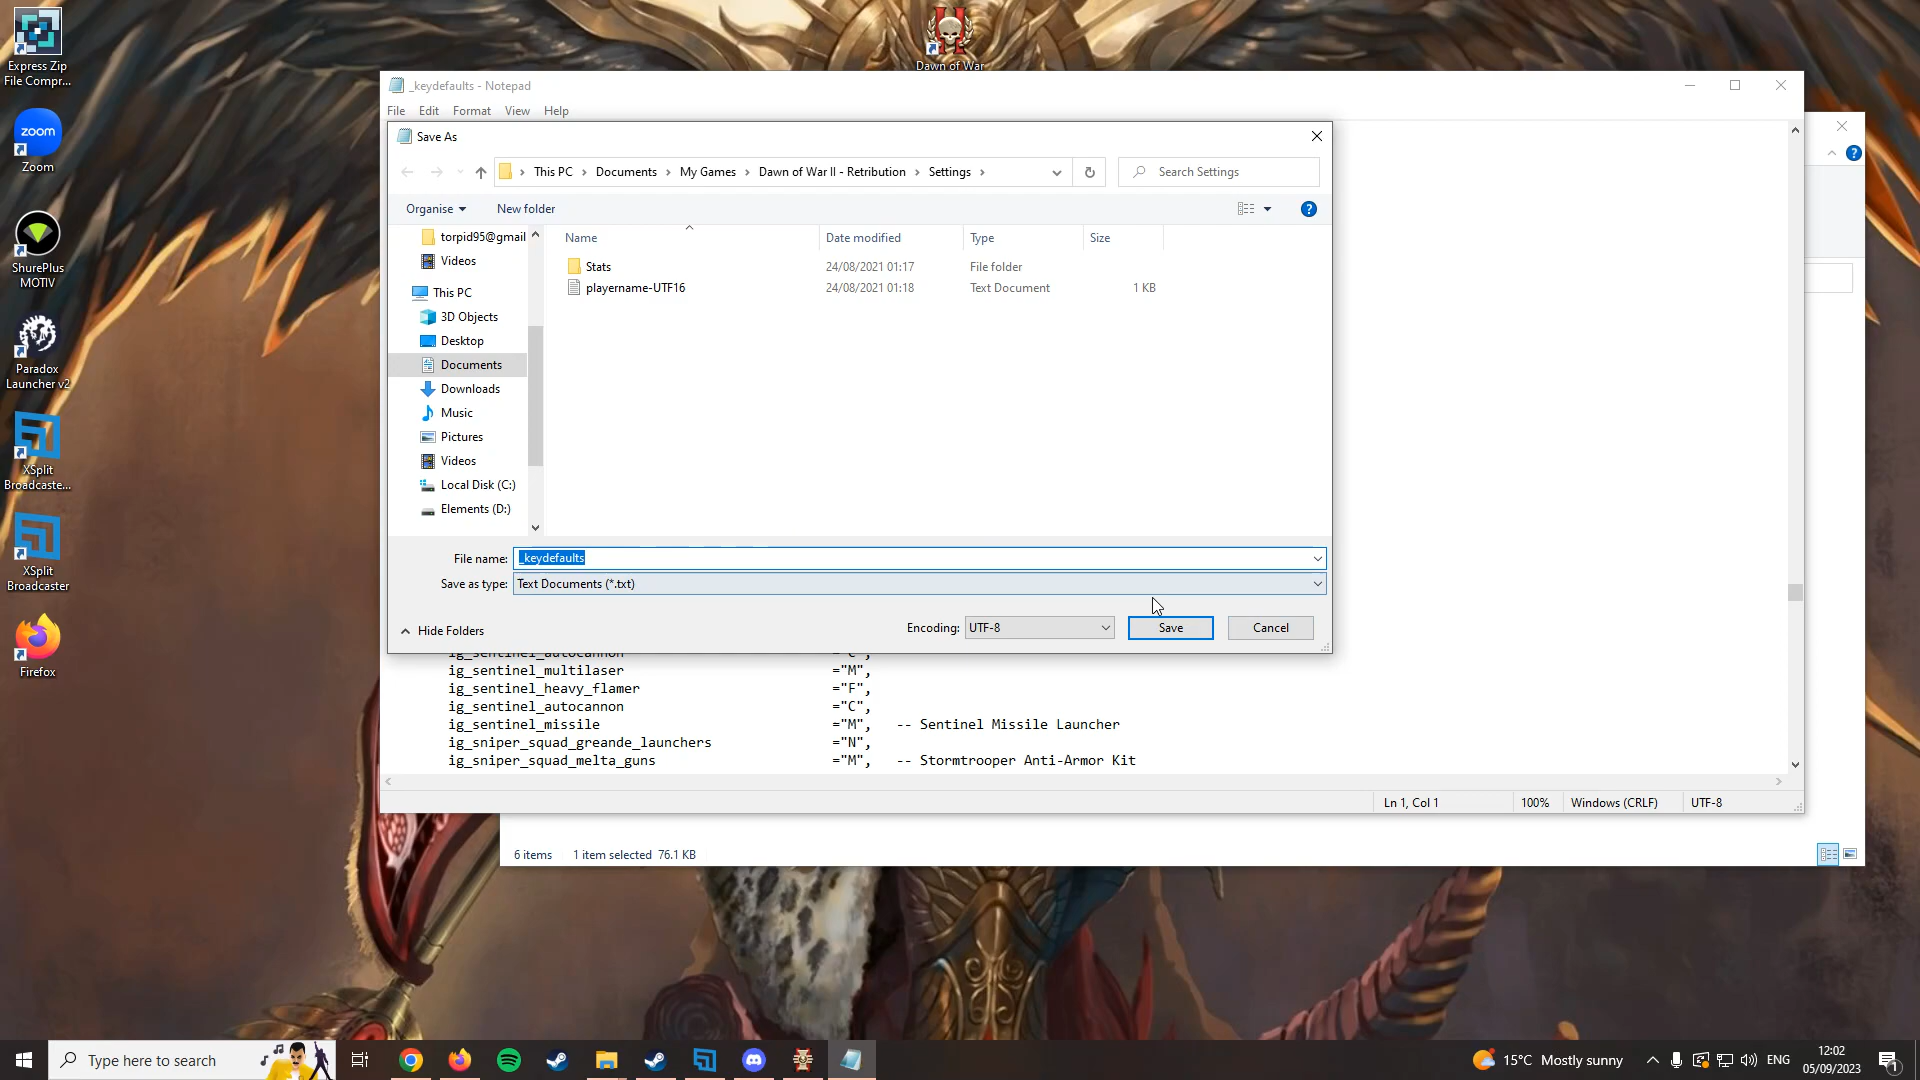 Express Zip
File Compr...
zoom
Zoom
ShurePlus
MOTIV
Paradox
Launcher v2
XSplit
Broadcaste...
XSplit
Broadcaster
Firefox
Dawn of War
_keydefaults - Notepad
File Edit Format View Help
Save As
This PC > Documents > My Games > Dawn of War II - Retribution > Settings >
Search Settings
Organise New folder
torpid95@gmail
Videos
This PC
3D Objects
Desktop
Documents
Downloads
Music
Pictures
Videos
Local Disk (C:)
Elements (D:)
Name Date modified Type Size
Stats 24/08/2021 01:17 File folder
playername-UTF16 24/08/2021 01:18 Text Document 1 KB
File name: _keydefaults
Save as type: Text Documents (*.txt)
Hide Folders
Encoding: UTF-8 Save Cancel
ig_sentinel_autocannon ="C",
ig_sentinel_multilaser ="M",
ig_sentinel_heavy_flamer ="F",
ig_sentinel_autocannon ="C",
ig_sentinel_missile ="M", -- Sentinel Missile Launcher
ig_sniper_squad_greande_launchers ="N",
ig_sniper_squad_melta_guns ="M", -- Stormtrooper Anti-Armor Kit
Ln 1, Col 1 100% Windows (CRLF) UTF-8
6 items 1 item selected 76.1 KB
Type here to search
15°C Mostly sunny
ENG
12:02
05/09/2023
1